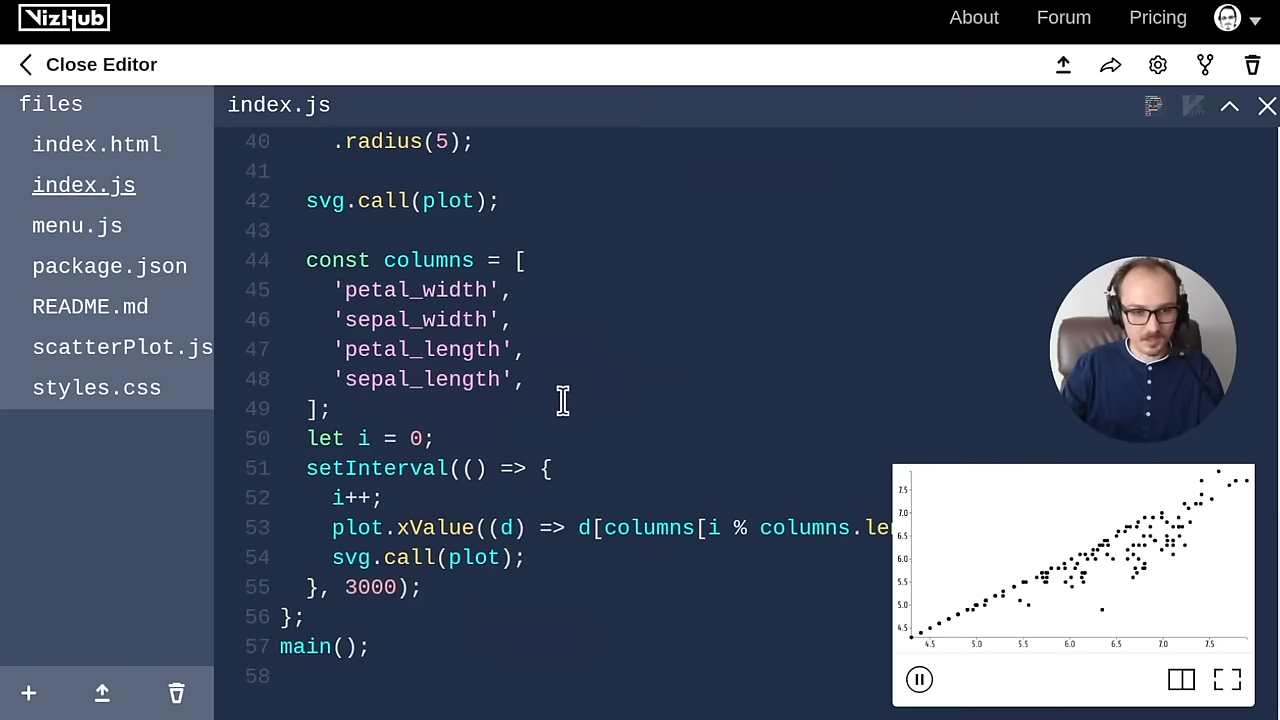 VizHub
About Forum Pricing
Close Editor
files
index.html
index.js
menu.js
package.json
README.md
scatterPlot.js
styles.css
index.js
40 .radius(5);
41
42 svg.call(plot);
43
44 const columns = [
45 'petal_width',
46 'sepal_width',
47 'petal_length',
48 'sepal_length',
49 ];
50 let i = 0;
51 setInterval(() => {
52 i++;
53 plot.xValue((d) => d[columns[i % columns.le
54 svg.call(plot);
55 }, 3000);
56 };
57 main();
58
7.5
7.0
6.5
6.0
5.5
5.0
4.5
4.5 5.0 5.5 6.0 6.5 7.0 7.5